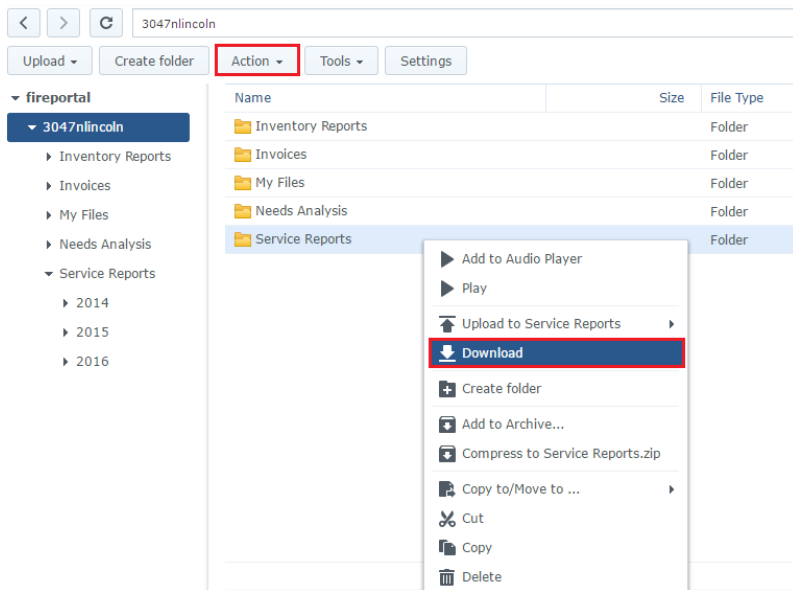 3047nlincoln
Upload Create folder Action Tools Settings
fireportal
3047nlincoln
Inventory Reports
Invoices
My Files
Needs Analysis
Service Reports
2014
2015
2016
Name Size File Type
Inventory Reports Folder
Invoices Folder
My Files Folder
Needs Analysis Folder
Service Reports Folder
Add to Audio Player
Play
Upload to Service Reports
Download
Create folder
Add to Archive...
Compress to Service Reports.zip
Copy to/Move to ...
Cut
Copy
Delete